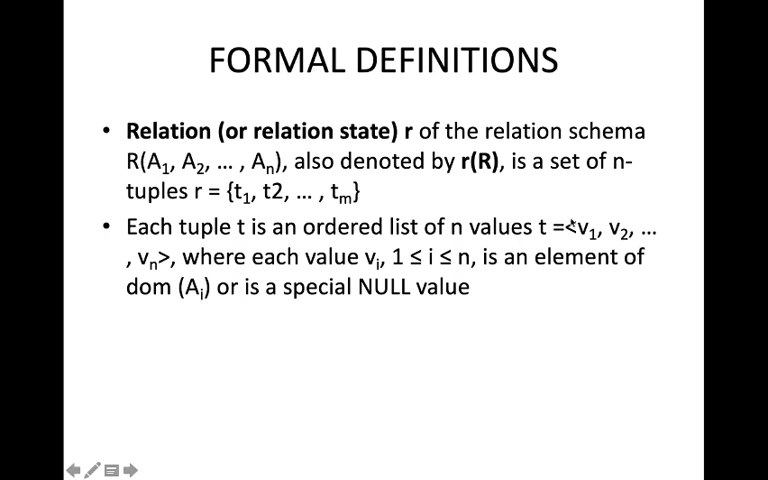 FORMAL DEFINITIONS
• Relation (or relation state) r of the relation schema
R(A₁, A₂, … , Aₙ), also denoted by r(R), is a set of n-
tuples r = {t₁, t2, … , tₘ}
• Each tuple t is an ordered list of n values t =<v₁, v₂, …
, vₙ>, where each value vᵢ, 1 ≤ i ≤ n, is an element of
dom (Aᵢ) or is a special NULL value